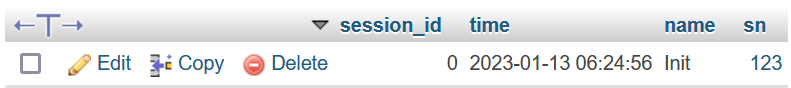 session_id time name sn
Edit Copy Delete 0 2023-01-13 06:24:56 Init 123